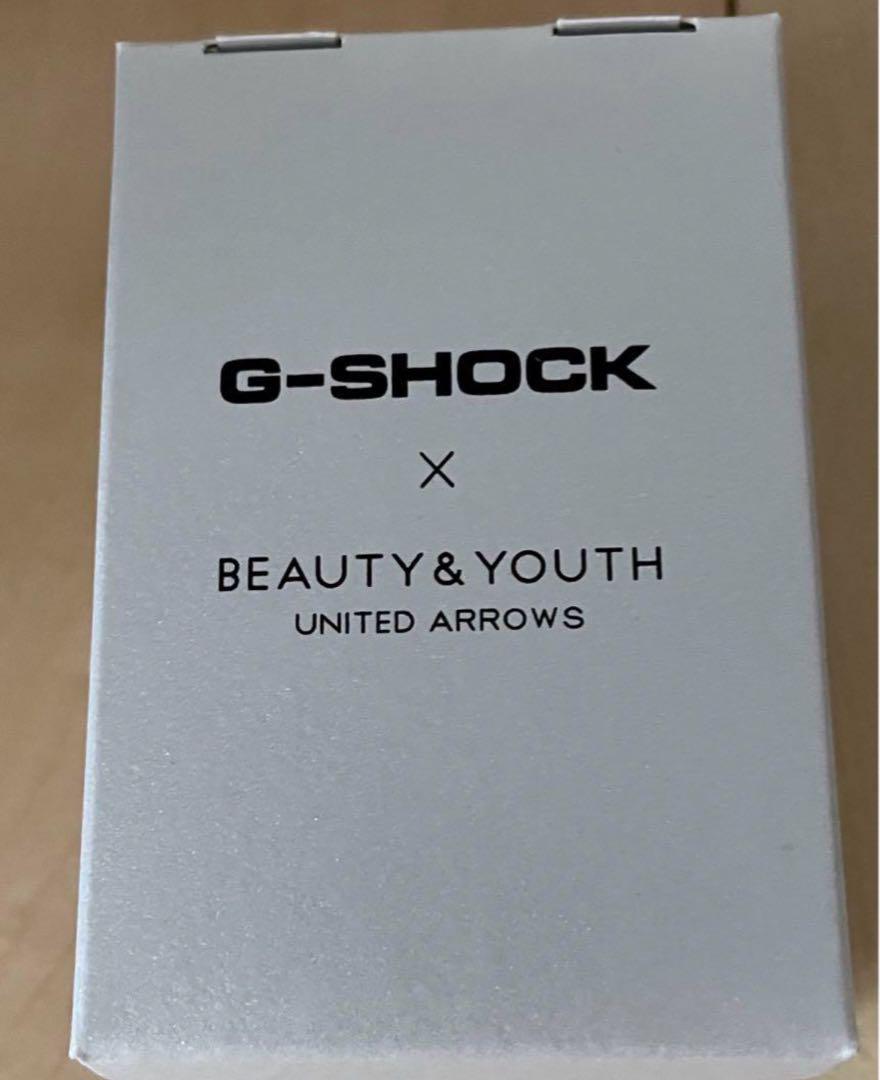 G-SHOCK
×
BEAUTY & YOUTH
UNITED ARROWS